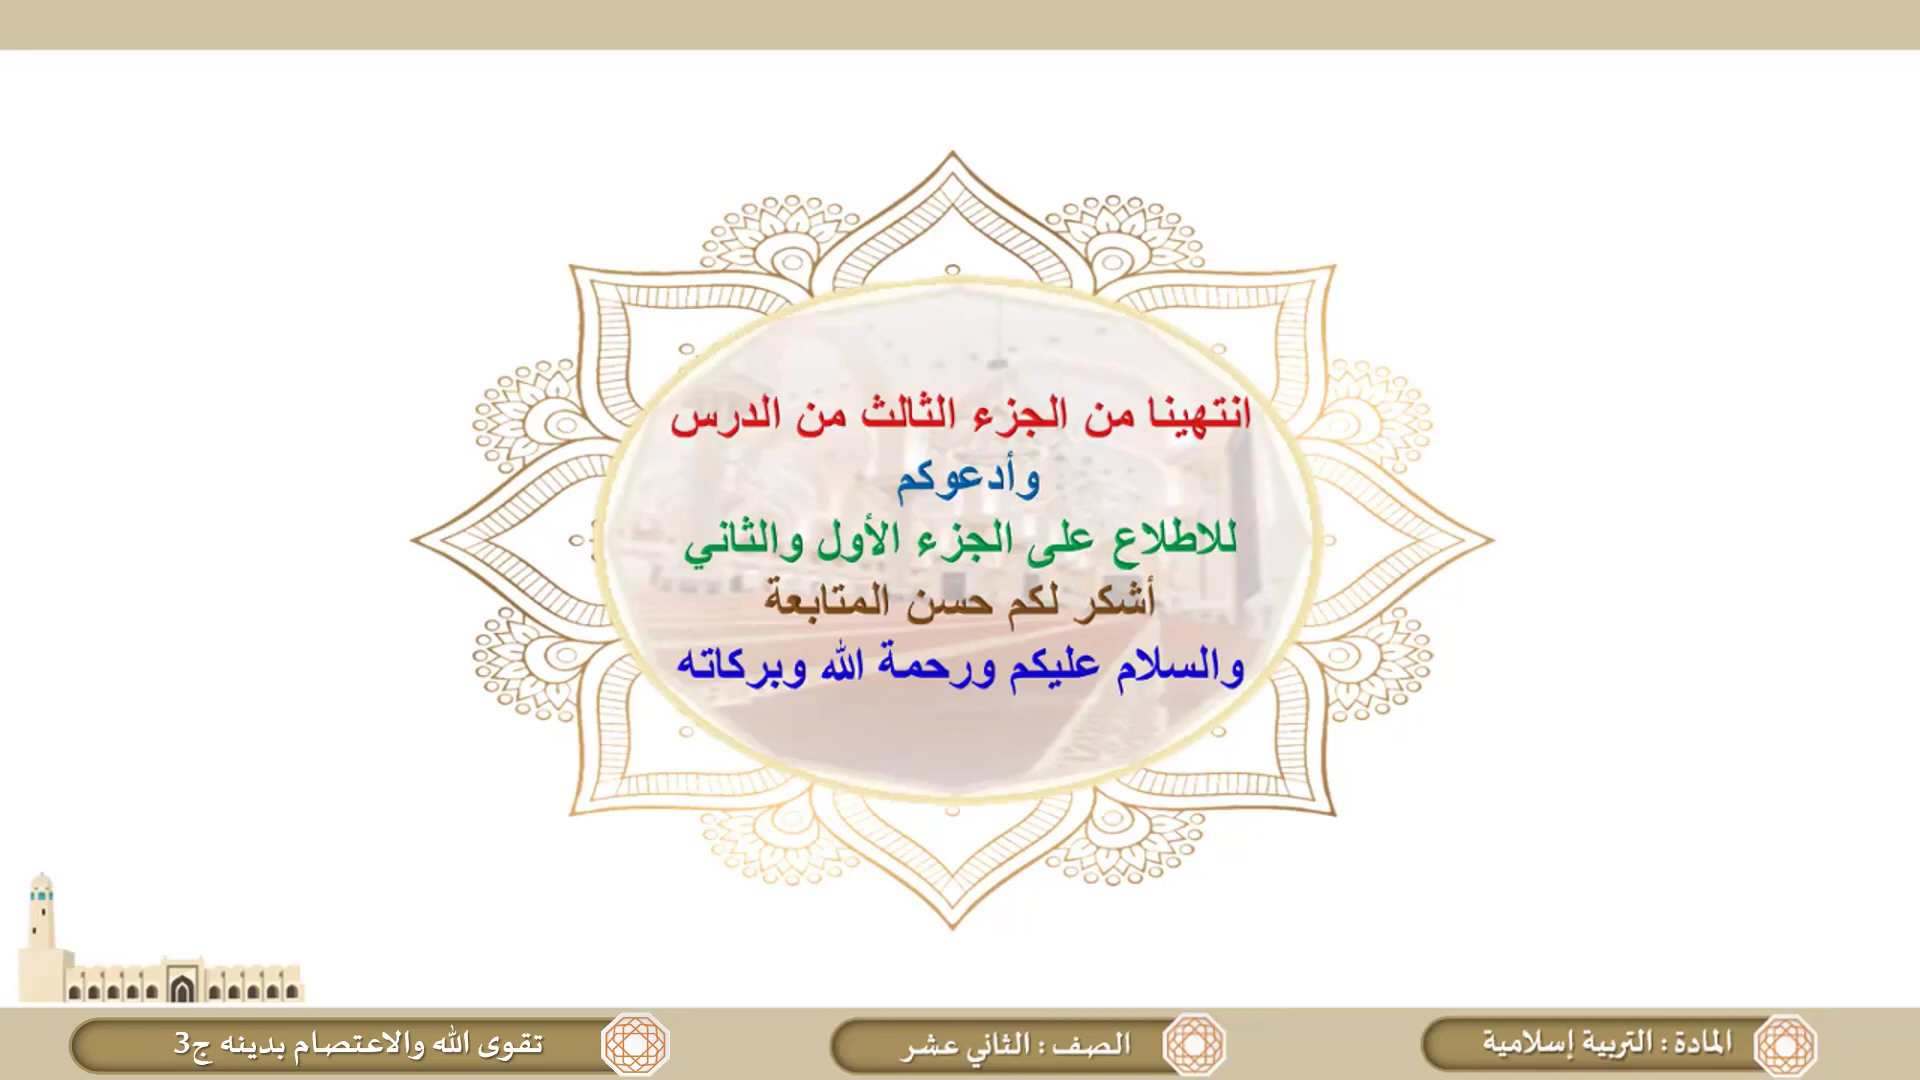 انتهينا من الجزء الثالث من الدرس
وأدعوكم
للاطلاع على الجزء الأول والثاني
أشكر لكم حسن المتابعة
والسلام عليكم ورحمة الله وبركاته
المادة : التربية إسلامية
الصف : الثاني عشر
تقوى الله والاعتصام بدينه ج3